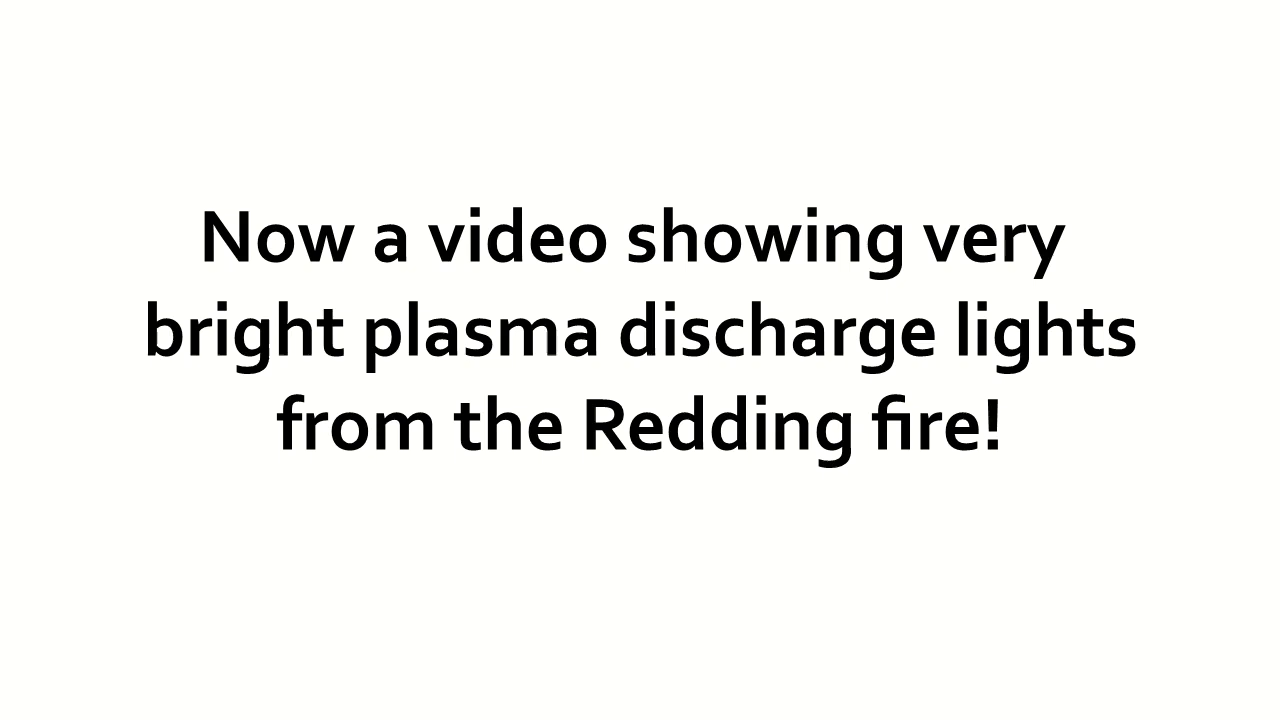 Now a video showing very
bright plasma discharge lights
from the Redding fire!